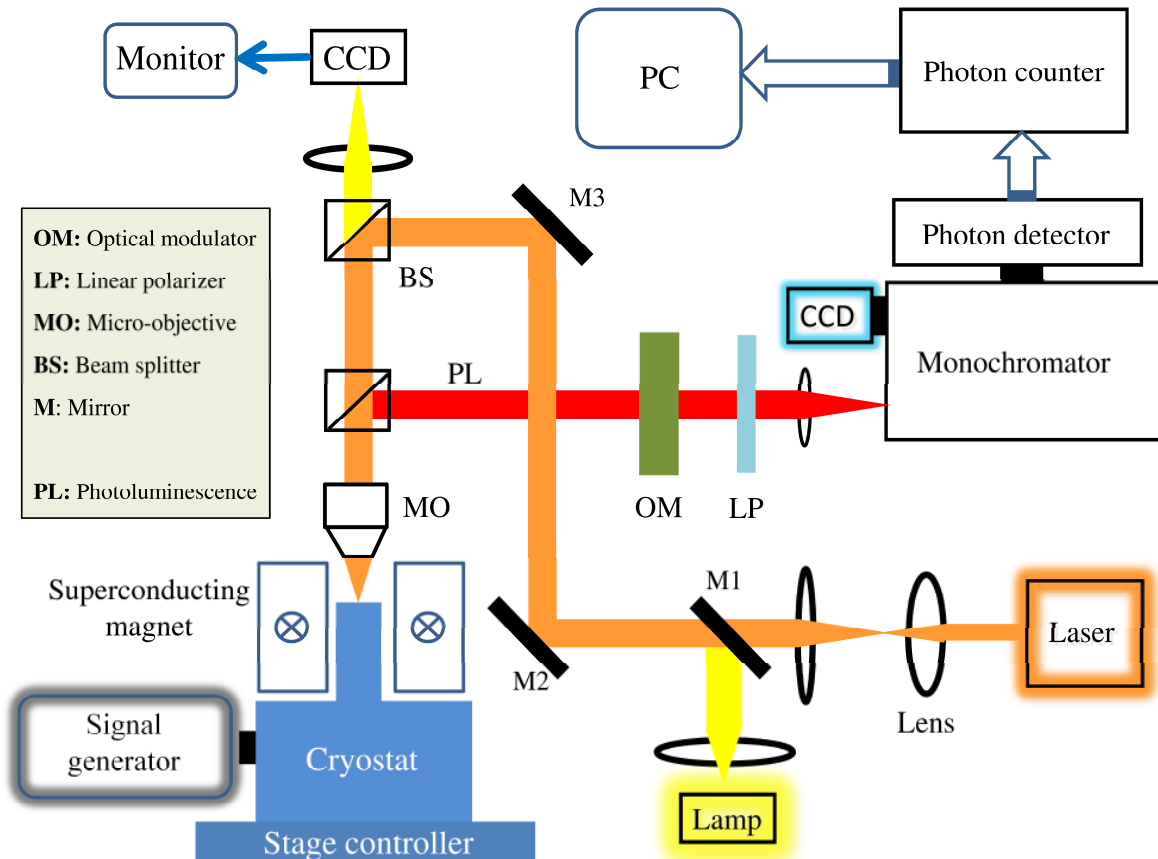 Monitor
CCD
PC
Photon counter
M3
Photon detector
OM: Optical modulator
LP: Linear polarizer
MO: Micro-objective
BS: Beam splitter
M: Mirror
PL: Photoluminescence
BS
CCD
Monochromator
PL
MO
OM
LP
Superconducting
magnet
M1
Laser
M2
Lens
Signal
generator
Cryostat
Lamp
Stage controller